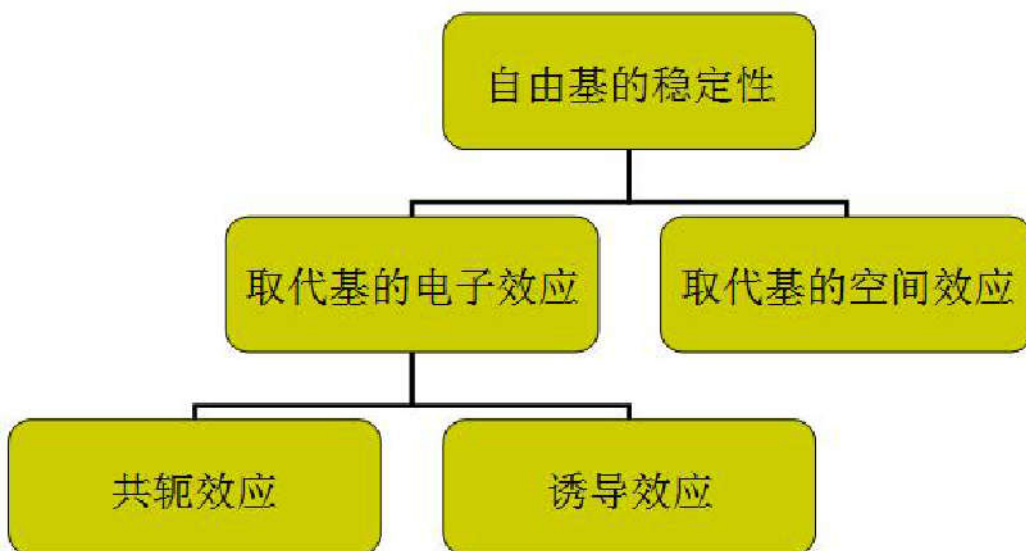 自由基的稳定性
取代基的电子效应
取代基的空间效应
共轭效应
诱导效应